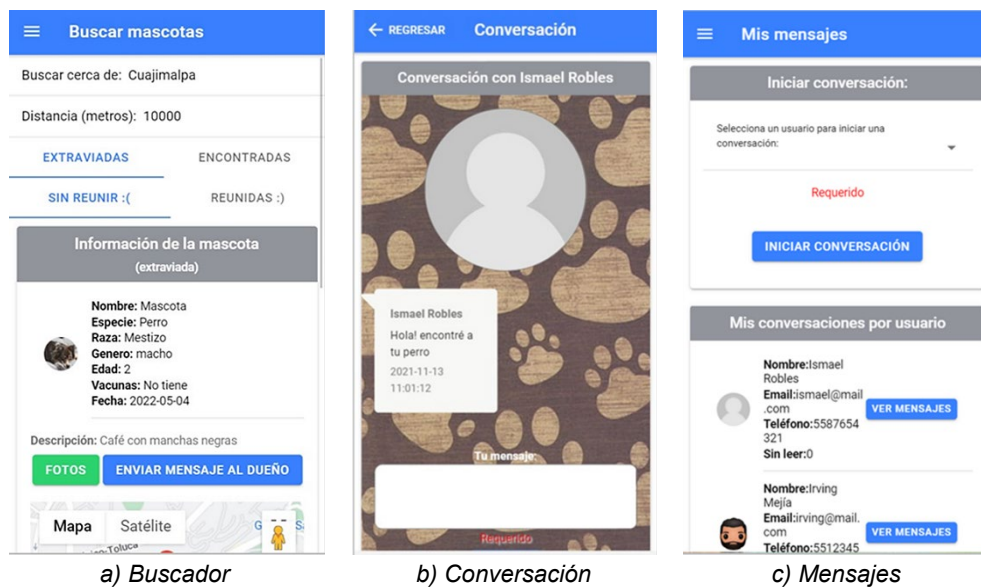 Buscar mascotas
Buscar cerca de: Cuajimalpa
Distancia (metros): 10000
EXTRAVIADAS ENCONTRADAS
SIN REUNIR :( REUNIDAS :)
Información de la mascota
(extraviada)
Nombre: Mascota
Especie: Perro
Raza: Mestizo
Genero: macho
Edad: 2
Vacunas: No tiene
Fecha: 2022-05-04
Descripción: Café con manchas negras
FOTOS ENVIAR MENSAJE AL DUEÑO
Mapa Satélite
Toluca
a) Buscador
REGRESAR Conversación
Conversación con Ismael Robles
Ismael Robles
Hola! encontré a
tu perro
2021-11-13
11:01:12
Tu mensaje:
Requerido
b) Conversación
Mis mensajes
Iniciar conversación:
Selecciona un usuario para iniciar una
conversación:
Requerido
INICIAR CONVERSACIÓN
Mis conversaciones por usuario
Nombre:Ismael
Robles
Email:ismael@mail
.com
VER MENSAJES
Teléfono:5587654
321
Sin leer:0
Nombre:Irving
Mejía
Email:irving@mail.
com
VER MENSAJES
Teléfono:5512345
c) Mensajes